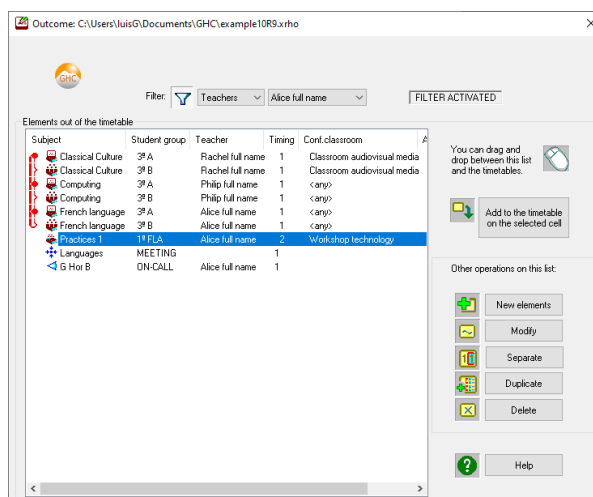 Outcome: C:\Users\luisG\Documents\GHC\example10R9.xrho
GHC
Filter: Teachers Alice full name FILTER ACTIVATED
Elements out of the timetable
Subject Student group Teacher Timing Conf.classroom A
Classical Culture 3ª A Rachel full name 1 Classroom audiovisual media
Classical Culture 3ª B Rachel full name 1 Classroom audiovisual media
Computing 3ª A Philip full name 1 <any>
Computing 3ª B Philip full name 1 <any>
French language 3ª A Alice full name 1 <any>
French language 3ª B Alice full name 1 <any>
Practices 1 1º FLA Alice full name 2 Workshop technology
Languages MEETING 1
G Hor B ON-CALL Alice full name 1
You can drag and
drop between this list
and the timetables.
Add to the timetable
on the selected cell
Other operations on this list:
New elements
Modify
Separate
Duplicate
Delete
Help